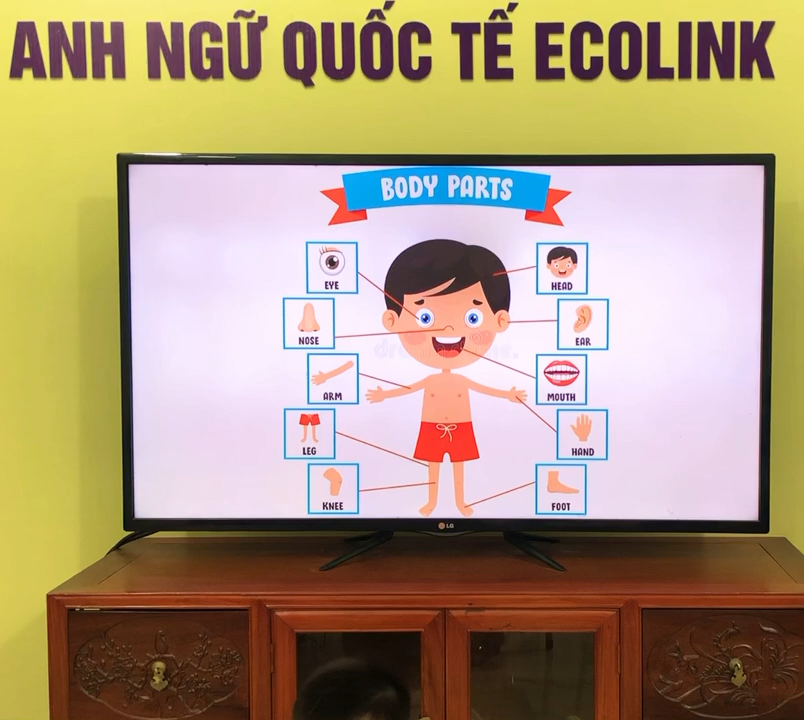 ANH NGỮ QUỐC TẾ ECOLINK
BODY PARTS
EYE
HEAD
NOSE
EAR
ARM
MOUTH
LEG
HAND
KNEE
FOOT
LG